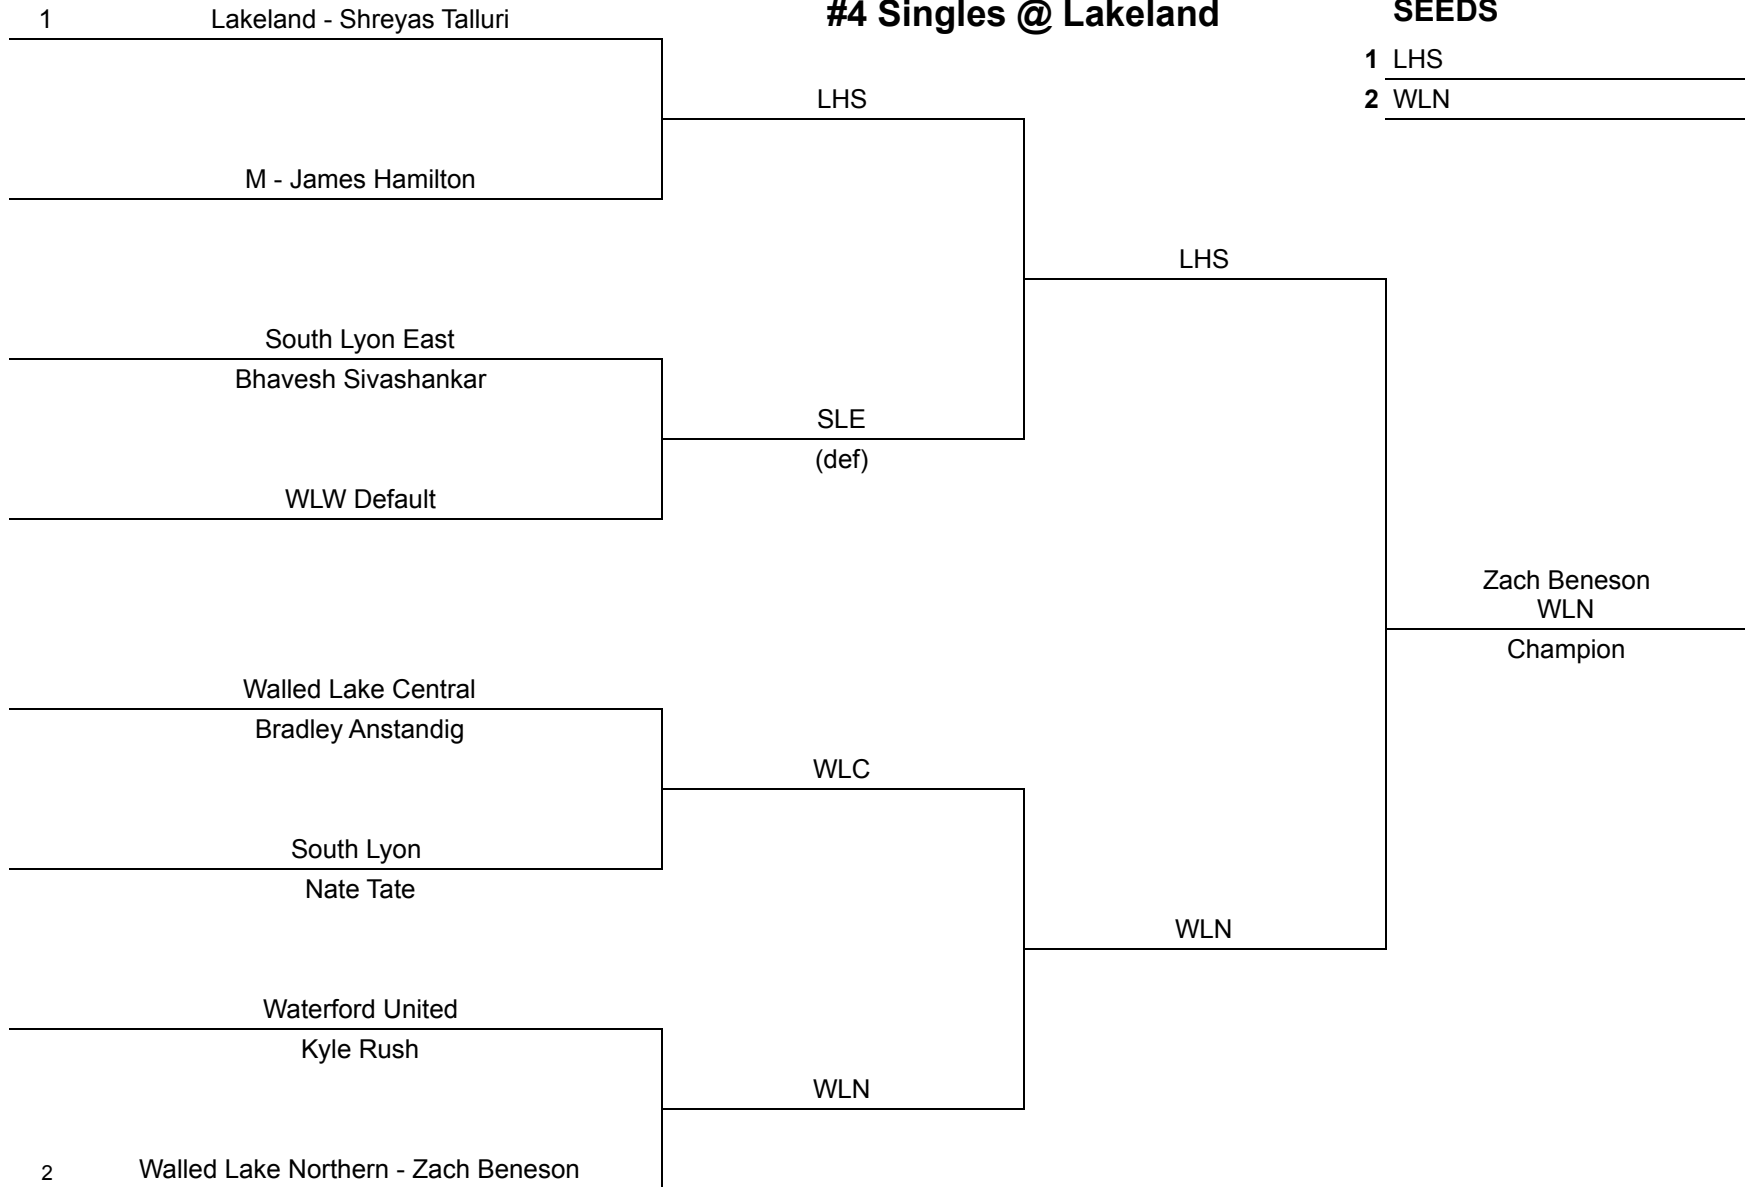 #4 Singles @ Lakeland
SEEDS
1 LHS
2 WLN
1 Lakeland - Shreyas Talluri
LHS
M - James Hamilton
LHS
South Lyon East
Bhavesh Sivashankar
SLE
(def)
WLW Default
Zach Beneson
WLN
Champion
Walled Lake Central
Bradley Anstandig
WLC
South Lyon
Nate Tate
WLN
Waterford United
Kyle Rush
WLN
2 Walled Lake Northern - Zach Beneson